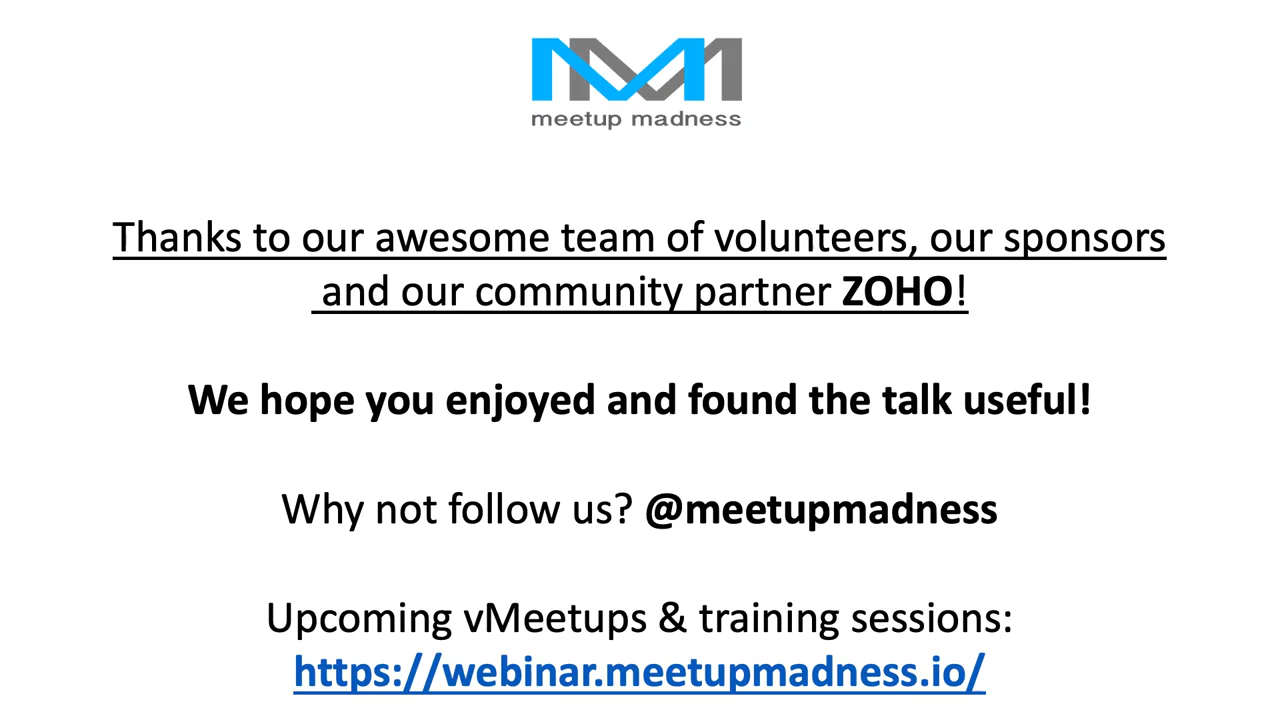 meetup madness
Thanks to our awesome team of volunteers, our sponsors
and our community partner ZOHO!
We hope you enjoyed and found the talk useful!
Why not follow us? @meetupmadness
Upcoming vMeetups & training sessions:
https://webinar.meetupmadness.io/